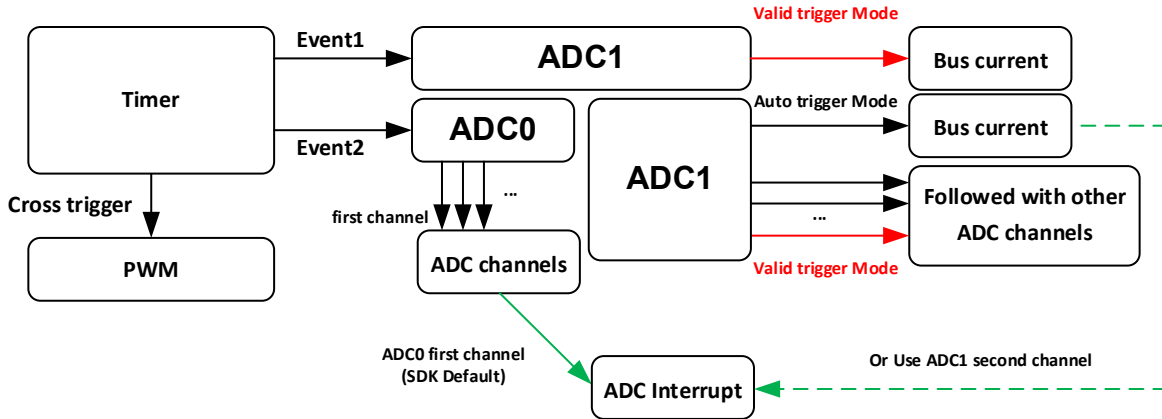 Valid trigger Mode
Event1
ADC1
Bus current
Timer
Auto trigger Mode
ADC0
Bus current
Event2
ADC1
...
Cross trigger
first channel
Followed with other
ADC channels
...
PWM
ADC channels
Valid trigger Mode
ADC0 first channel
(SDK Default)
Or Use ADC1 second channel
ADC Interrupt